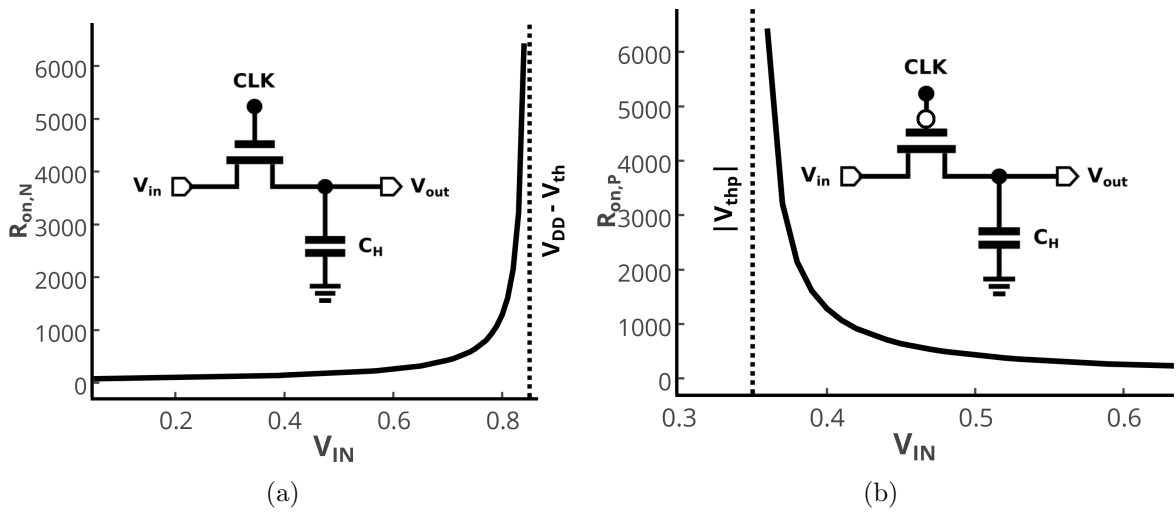 6000
5000
4000
3000
2000
1000
0
R_on,N
CLK
V_in
V_out
C_H
V_DD - V_th
0.2
0.4
0.6
0.8
V_IN
(a)
6000
5000
4000
3000
2000
1000
0
R_on,P
|V_thp|
CLK
V_in
V_out
C_H
0.3
0.4
0.5
0.6
V_IN
(b)